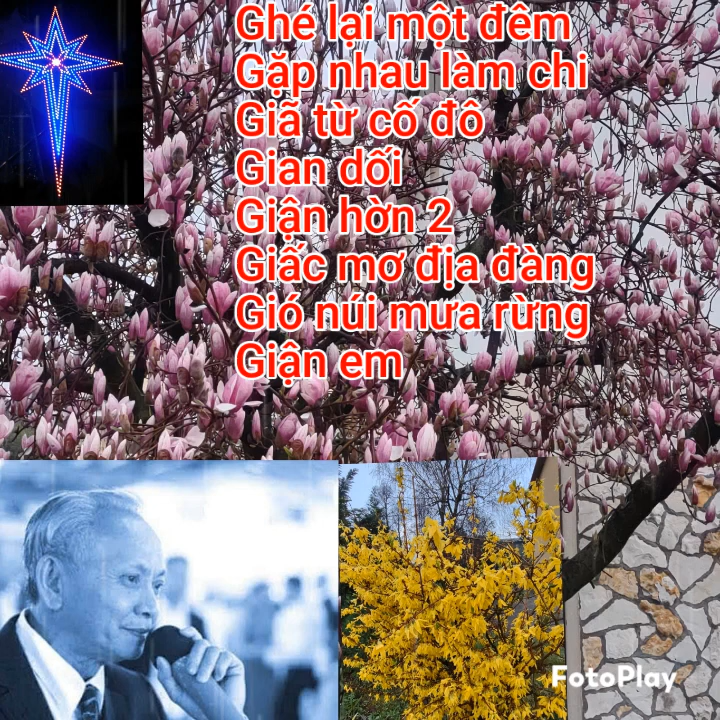 Ghé lại một đêm
Gặp nhau làm chi
Giã từ cố đô
Gian dối
Giận hờn 2
Giấc mơ địa đàng
Gió núi mưa rừng
Giận em
FotoPlay